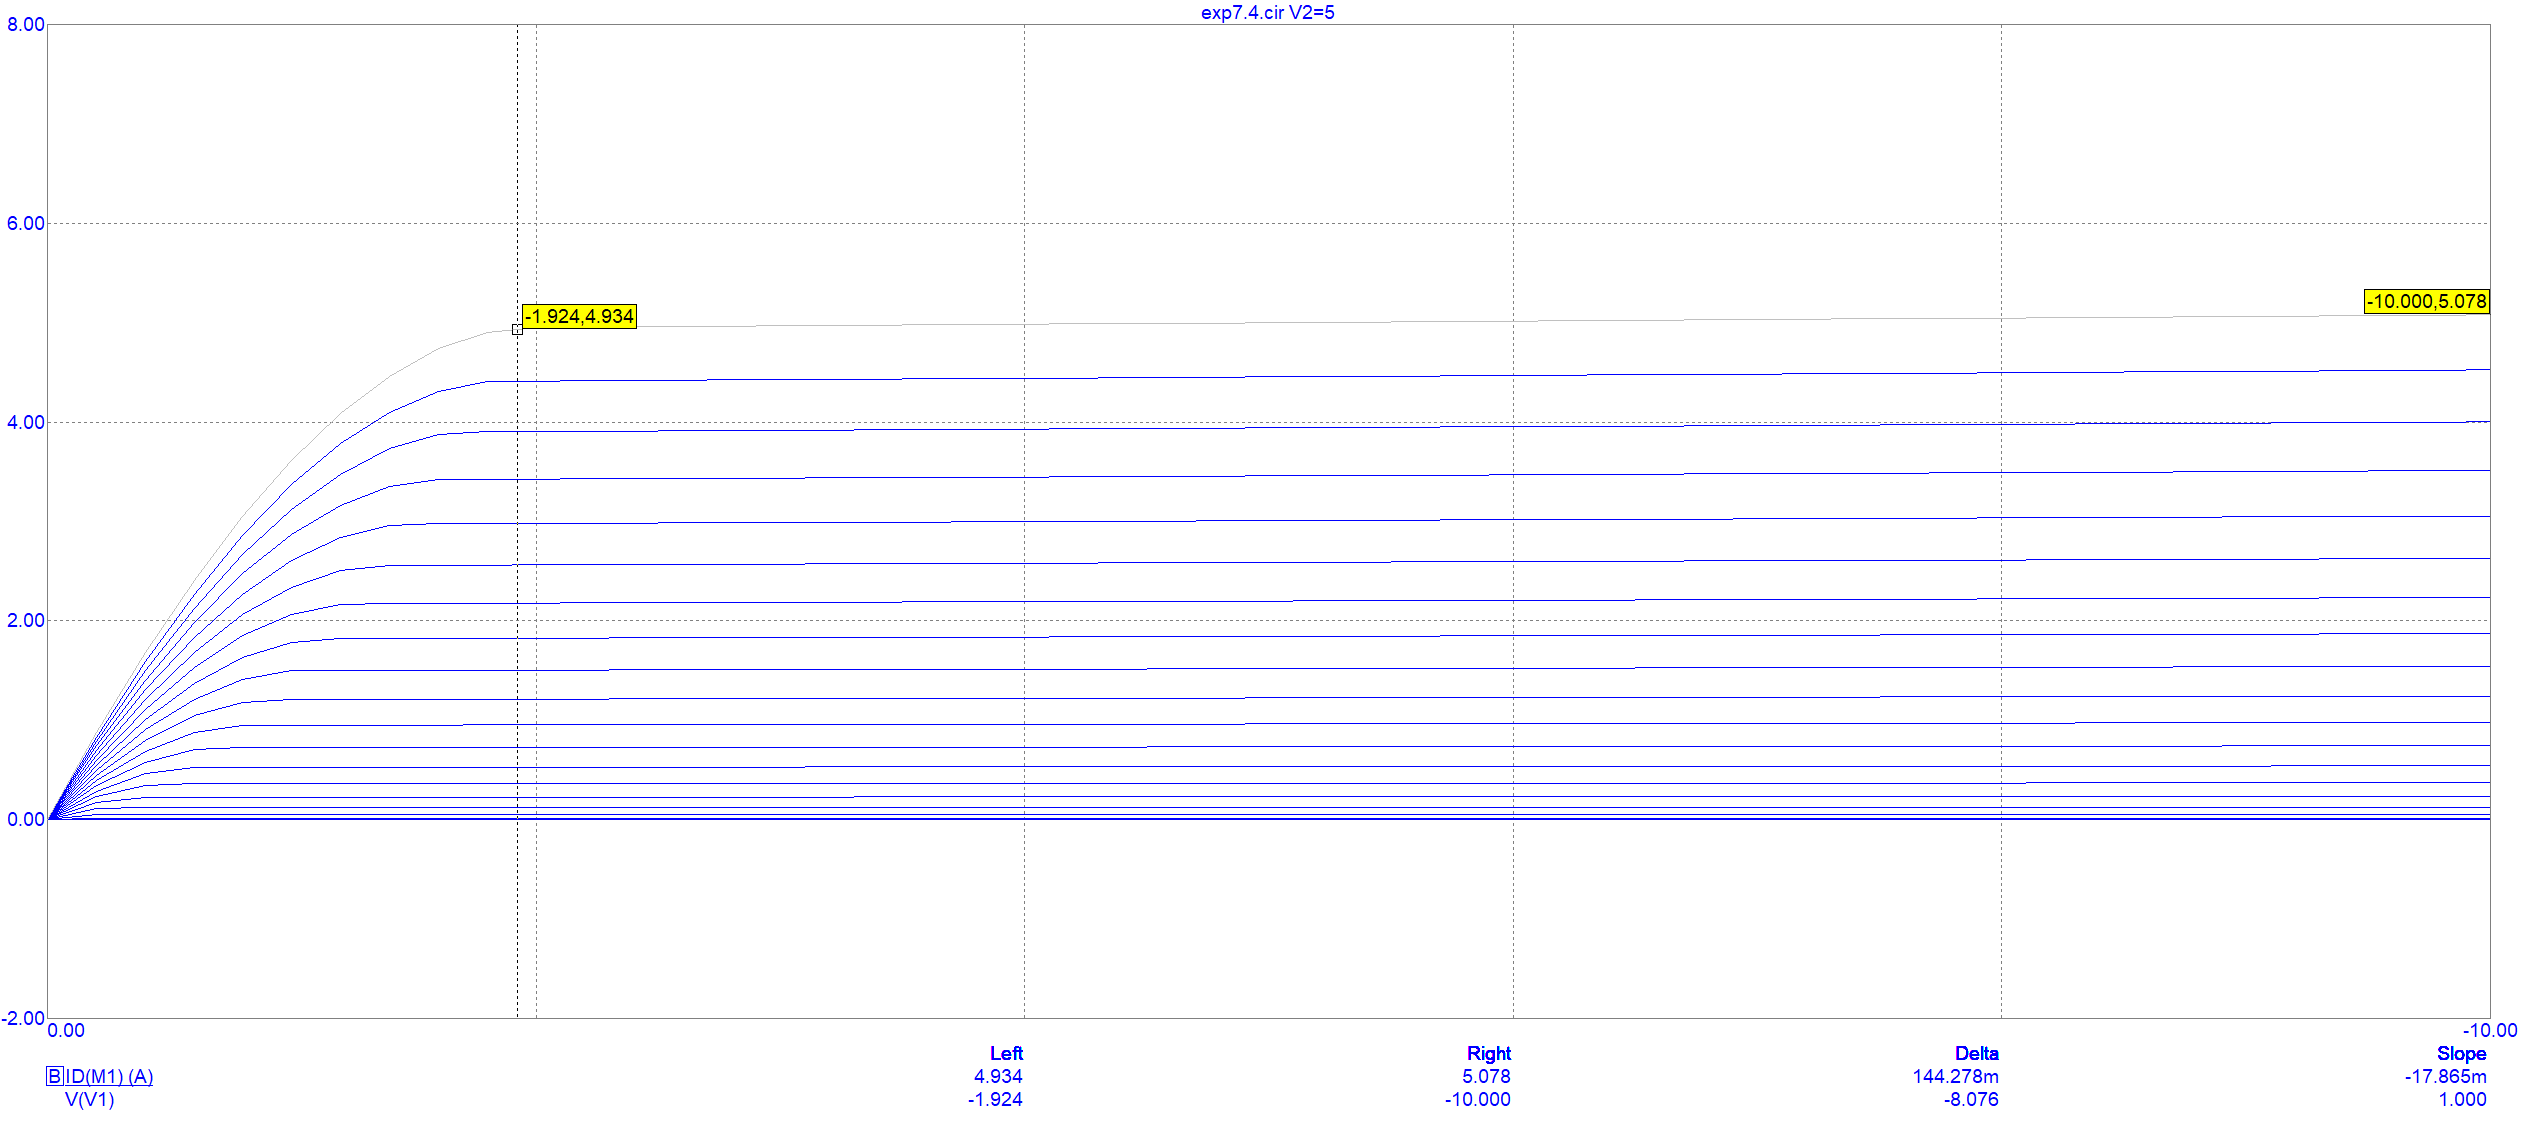 exp7.4.cir V2=5
8.00
6.00
-1.924,4.934
-10.000,5.078
4.00
2.00
0.00
-2.00
0.00 -10.00
Left Right Delta Slope
B ID(M1) (A) 4.934 5.078 144.278m -17.865m
V(V1) -1.924 -10.000 -8.076 1.000